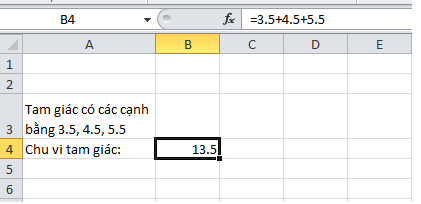 B4 fx =3.5+4.5+5.5
A B C D E
1
2
Tam giác có các cạnh
3 bằng 3.5, 4.5, 5.5
4 Chu vi tam giác: 13.5
5
6